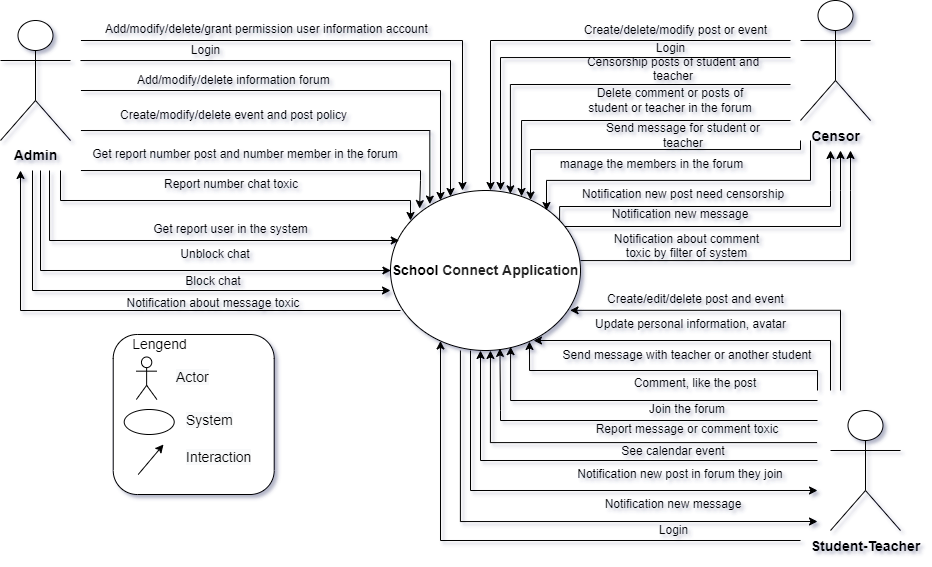 Add/modify/delete/grant permission user information account
Login
Add/modify/delete information forum
Create/modify/delete event and post policy
Admin
Get report number post and number member in the forum
Report number chat toxic
Get report user in the system
Unblock chat
Block chat
Notification about message toxic
Create/delete/modify post or event
Login
Censorship posts of student and
teacher
Delete comment or posts of
student or teacher in the forum
Send message for student or
teacher
Censor
manage the members in the forum
Notification new post need censorship
Notification new message
Notification about comment
toxic by filter of system
School Connect Application
Create/edit/delete post and event
Update personal information, avatar
Send message with teacher or another student
Comment, like the post
Join the forum
Report message or comment toxic
See calendar event
Notification new post in forum they join
Notification new message
Login
Student-Teacher
Lengend
Actor
System
Interaction